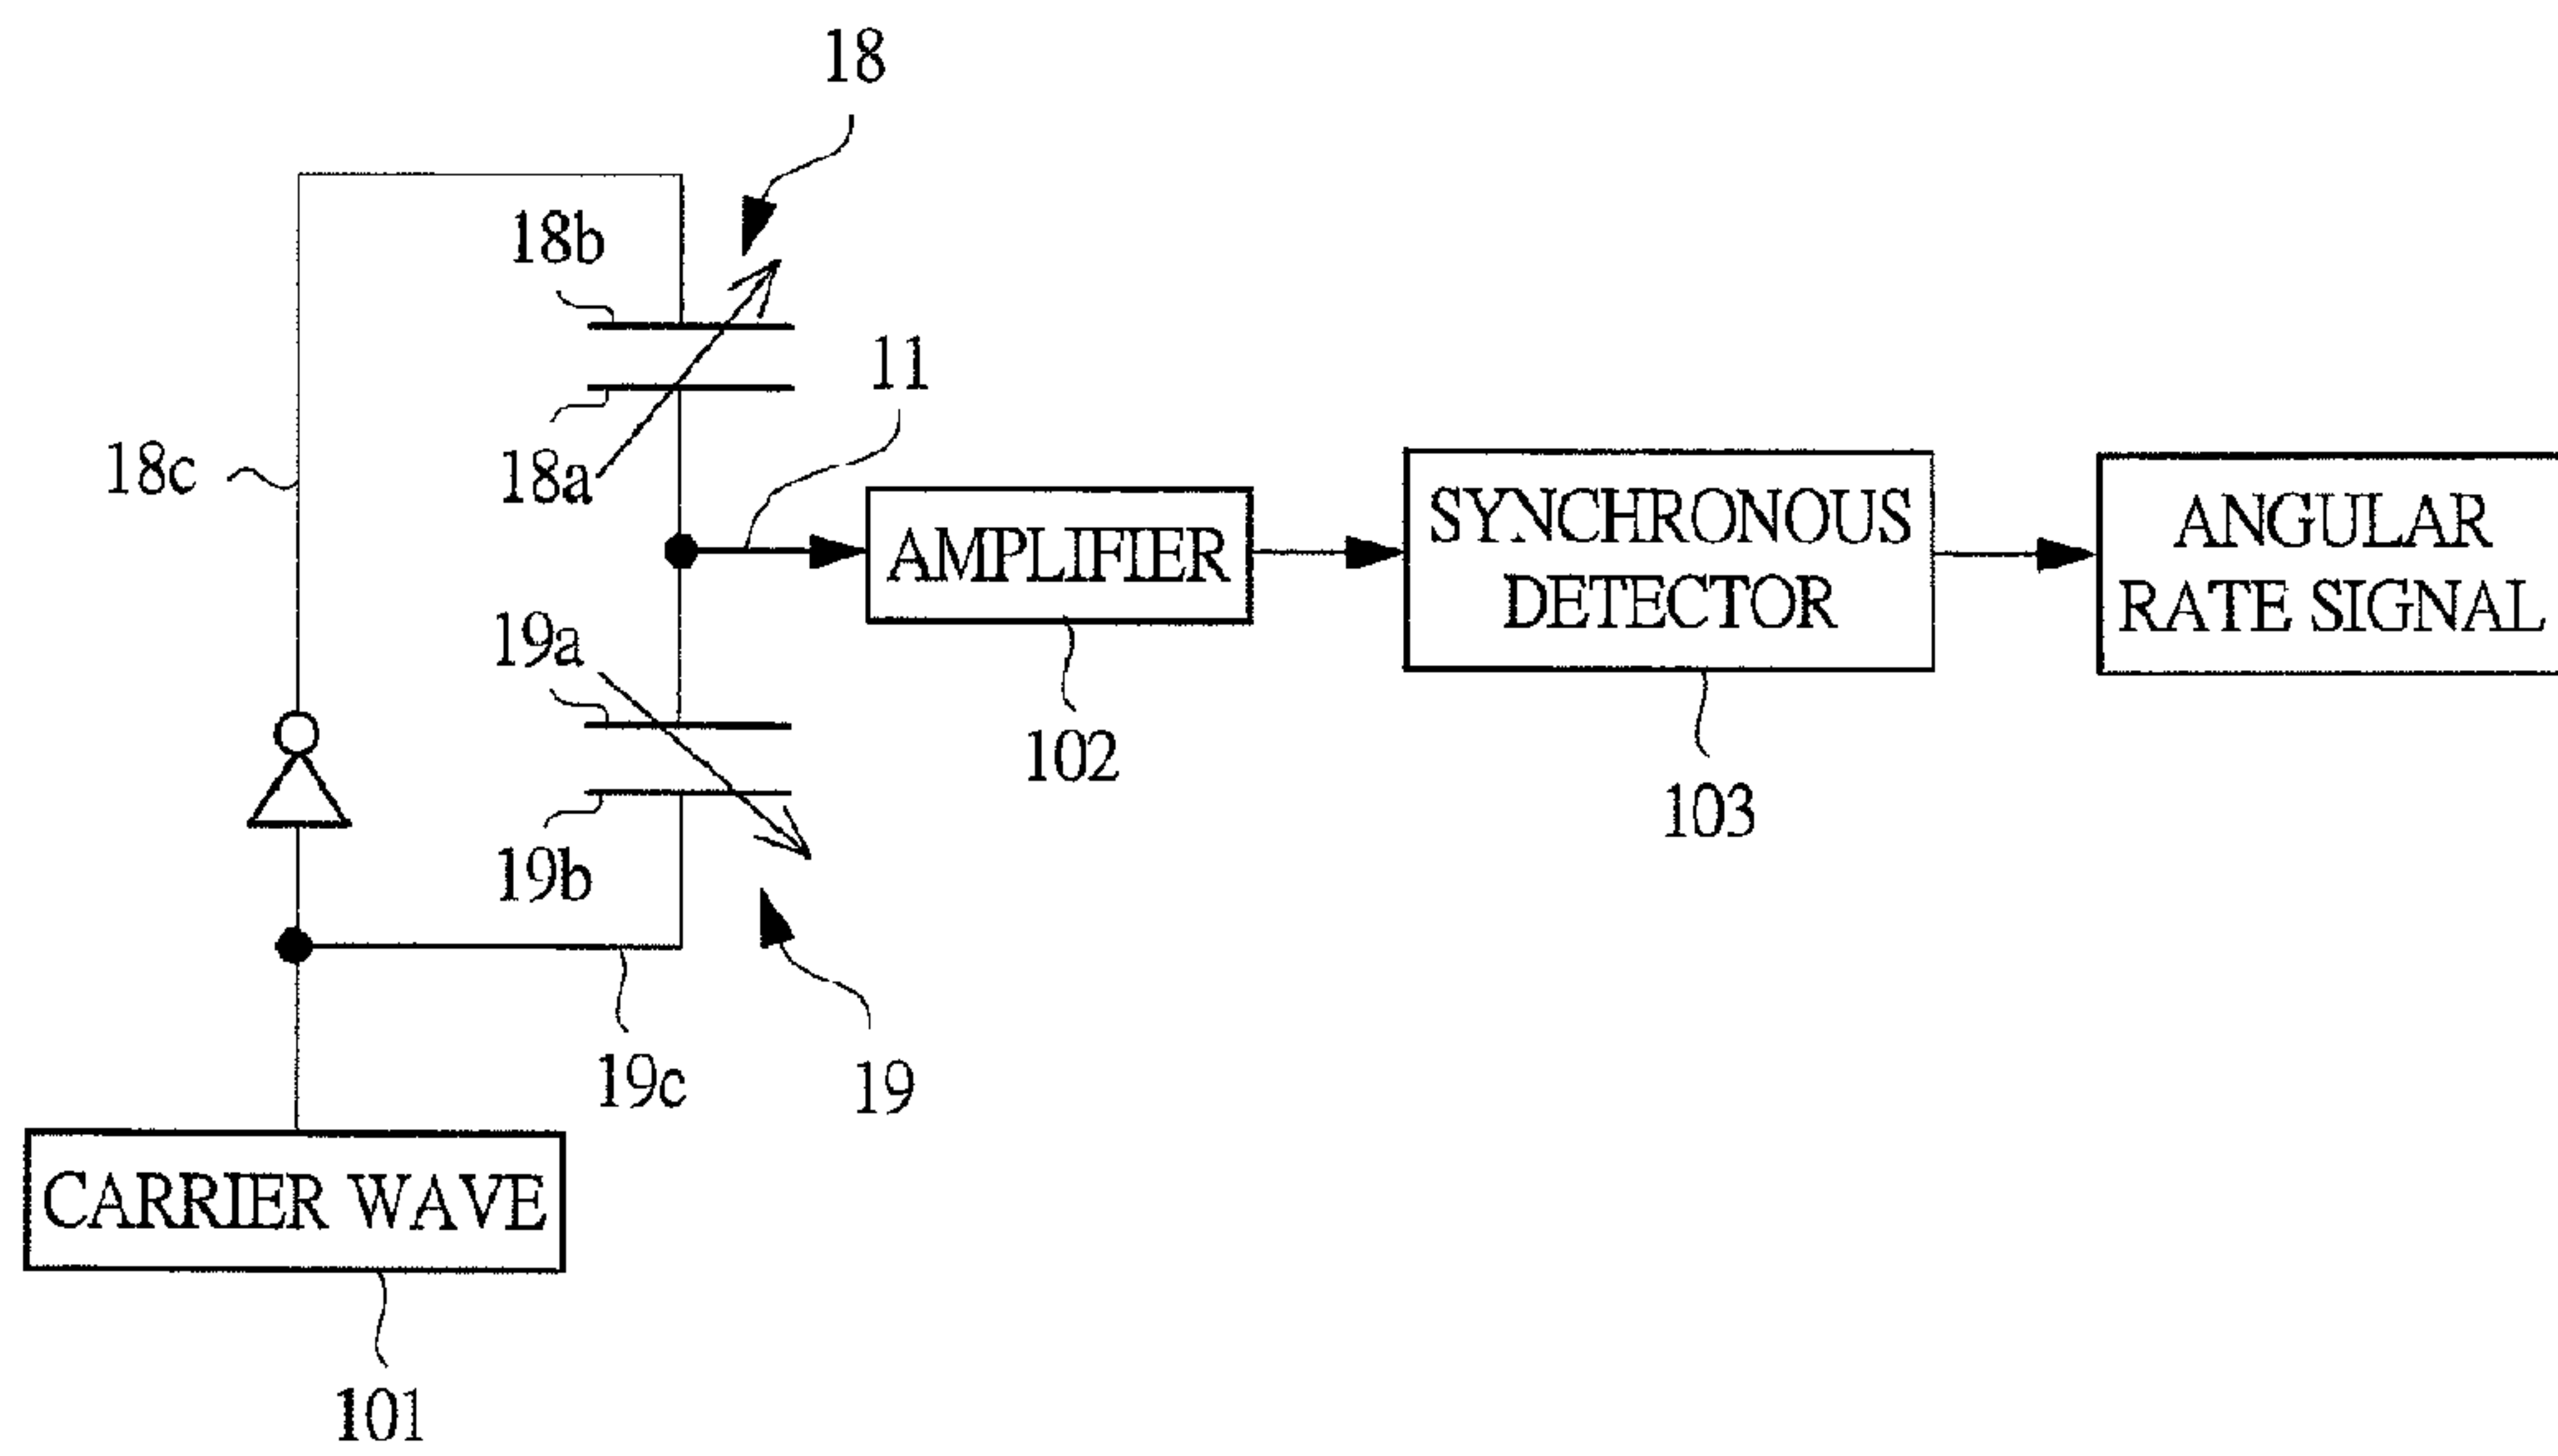 18
18b
11
18c
18a
AMPLIFIER
SYNCHRONOUS
DETECTOR
ANGULAR
RATE SIGNAL
19a
102
103
19b
19c
19
CARRIER WAVE
101